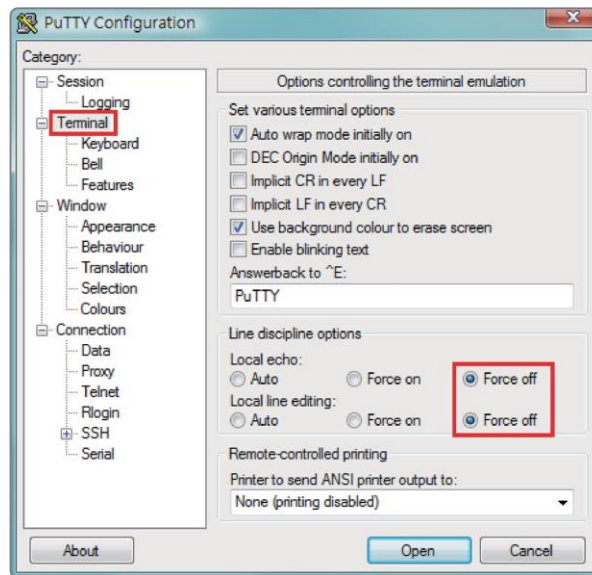 PuTTY Configuration
Category:
Session
Logging
Terminal
Keyboard
Bell
Features
Window
Appearance
Behaviour
Translation
Selection
Colours
Connection
Data
Proxy
Telnet
Rlogin
SSH
Serial
Options controlling the terminal emulation
Set various terminal options
Auto wrap mode initially on
DEC Origin Mode initially on
Implicit CR in every LF
Implicit LF in every CR
Use background colour to erase screen
Enable blinking text
Answerback to ^E:
PuTTY
Line discipline options
Local echo:
Auto Force on Force off
Local line editing:
Auto Force on Force off
Remote-controlled printing
Printer to send ANSI printer output to:
None (printing disabled)
About Open Cancel